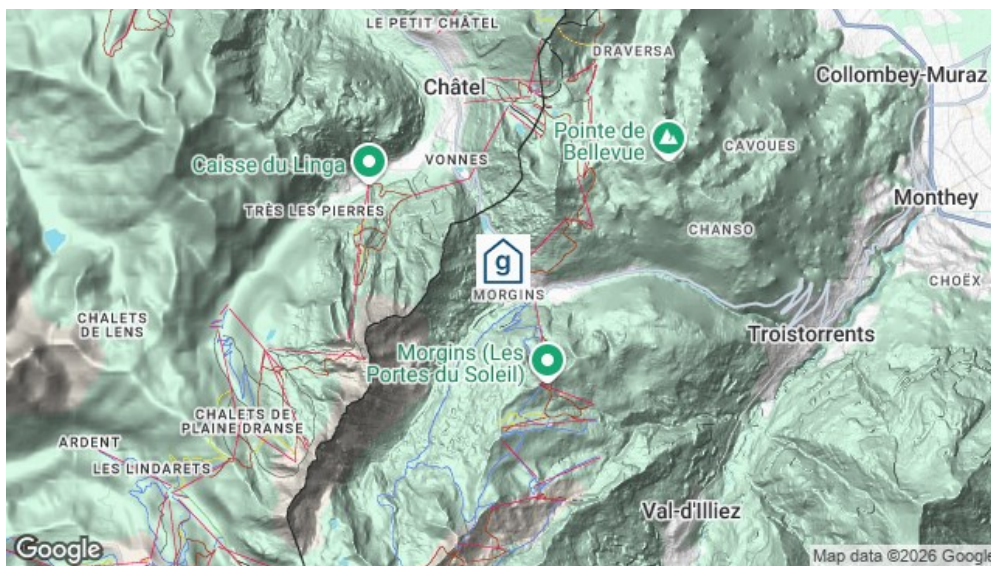 LE PETIT CHÂTEL
DRAVERSA
Châtel
Collombey-Muraz
Pointe de
Bellevue
CAVOUES
Caisse du Linga
VONNES
Monthey
TRÈS LES PIERRES
CHANSO
g
MORGINS
CHOËX
CHALETS
DE LENS
Troistorrents
Morgins (Les
Portes du Soleil)
CHALETS DE
PLAINE DRANSE
ARDENT
LES LINDARETS
Val-d'Illiez
Google
Map data ©2026 Google